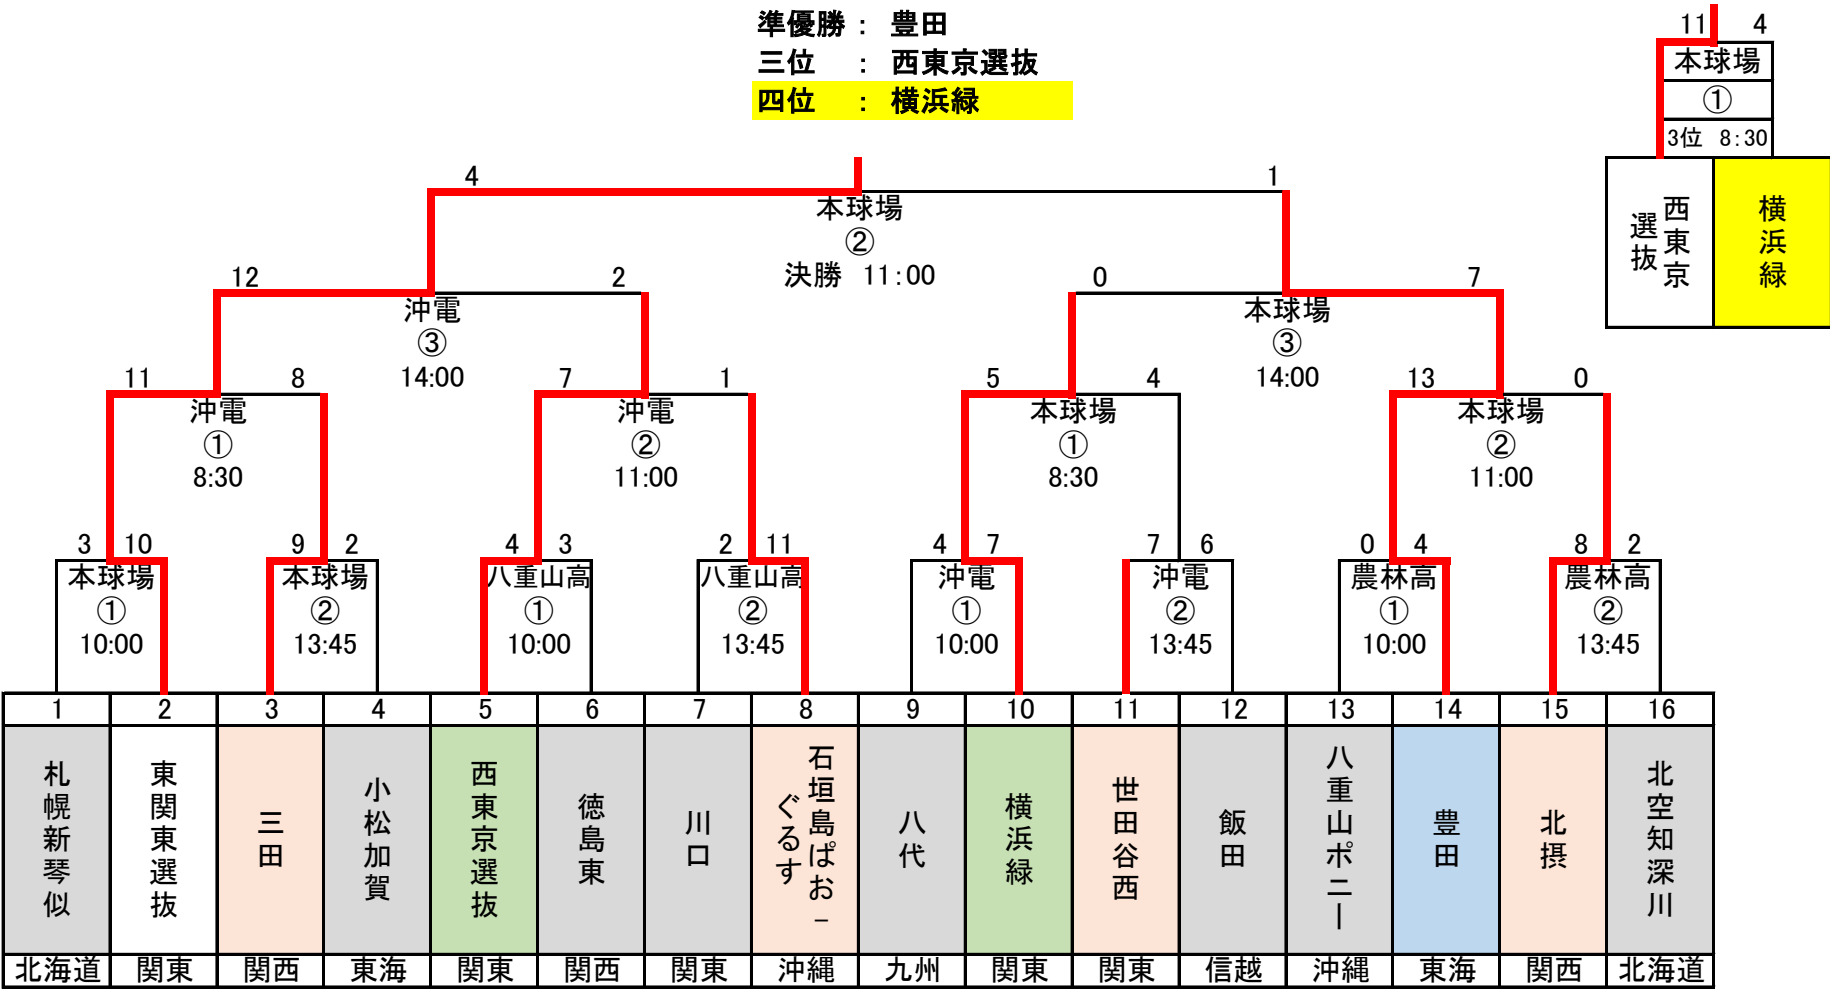 準優勝 : 豊田
三位 : 西東京選抜
四位 : 横浜緑
11 4
本球場
①
3位 8:30
西東京選抜 横浜緑
4 1
本球場
②
決勝 11:00
12 2 0 7
沖電 本球場
③ ③
14:00 14:00
11 8 7 1 5 4 13 0
沖電 沖電 本球場 本球場
① ② ① ②
8:30 11:00 8:30 11:00
3 10 9 2 4 3 2 11 4 7 7 6 0 4 8 2
本球場 本球場 八重山高 八重山高 沖電 沖電 農林高 農林高
① ② ① ② ① ② ① ②
10:00 13:45 10:00 13:45 10:00 13:45 10:00 13:45
1 2 3 4 5 6 7 8 9 10 11 12 13 14 15 16
札幌新琴似 東関東選抜 三田 小松加賀 西東京選抜 徳島東 川口 石垣島ぱおーぐるす 八代 横浜緑 世田谷西 飯田 八重山ポニー 豊田 北摂 北空知深川
北海道 関東 関西 東海 関東 関西 関東 沖縄 九州 関東 関東 信越 沖縄 東海 関西 北海道